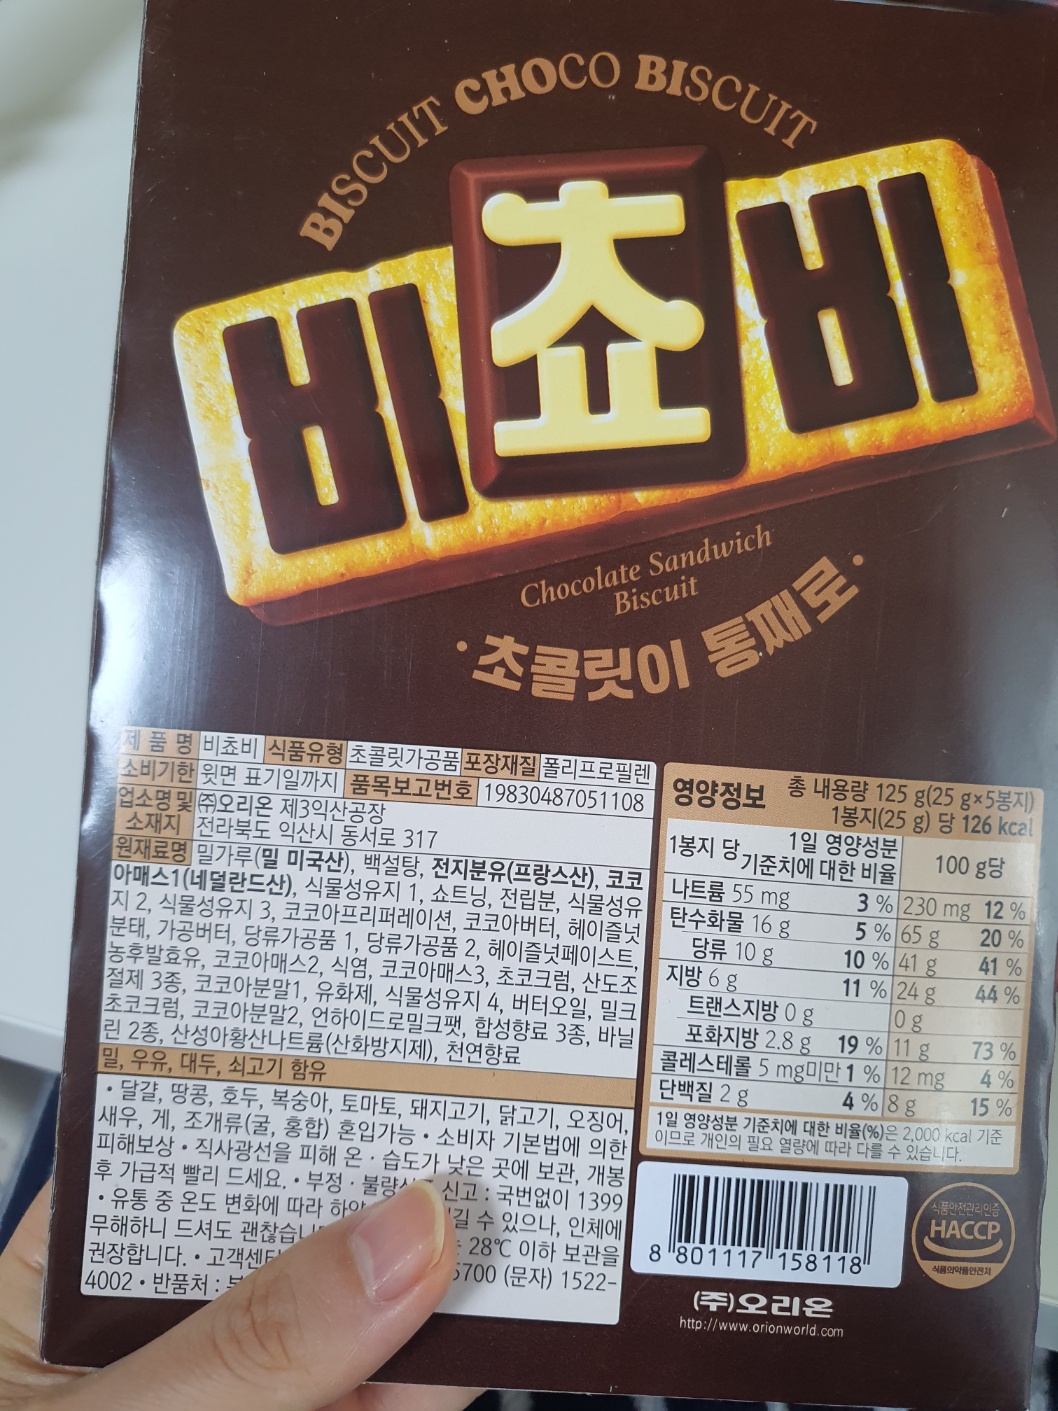 BISCUIT CHOCO BISCUIT
비쵸비
Chocolate Sandwich
Biscuit
·초콜릿이 통째로·
제 품 명 비쵸비 식품유형 초콜릿가공품 포장재질 폴리프로필렌
소비기한 윗면 표기일까지 품목보고번호 19830487051108
업소명 및 ㈜오리온 제3익산공장
소재지 전라북도 익산시 동서로 317
원재료명 밀가루(밀 미국산), 백설탕, 전지분유(프랑스산), 코코
아매스1(네덜란드산), 식물성유지 1, 쇼트닝, 전립분, 식물성유
지 2, 식물성유지 3, 코코아프리퍼레이션, 코코아버터, 헤이즐넛
분태, 가공버터, 당류가공품 1, 당류가공품 2, 헤이즐넛페이스트,
농후발효유, 코코아매스2, 식염, 코코아매스3, 초코크럼, 산도조
절제 3종, 코코아분말1, 유화제, 식물성유지 4, 버터오일, 밀크
초코크럼, 코코아분말2, 언하이드로밀크팻, 합성향료 3종, 바닐
린 2종, 산성아황산나트륨(산화방지제), 천연향료
밀, 우유, 대두, 쇠고기 함유
• 달걀, 땅콩, 호두, 복숭아, 토마토, 돼지고기, 닭고기, 오징어,
새우, 게, 조개류(굴, 홍합) 혼입가능 • 소비자 기본법에 의한
피해보상 • 직사광선을 피해 온·습도가 낮은 곳에 보관, 개봉
후 가급적 빨리 드세요. • 부정·불량 신고 : 국번없이 1399
• 유통 중 온도 변화에 따라 길 수 있으나, 인체에
무해하니 드셔도 28℃ 이하 보관을
권장합니다. • 5700 (문자) 1522-
4002 • 반품처 :
영양정보 총 내용량 125 g(25 g×5봉지)
1봉지(25 g) 당 126 kcal
1봉지 당 1일 영양성분 기준치에 대한 비율 100 g당
나트륨 55 mg 3 % 230 mg 12 %
탄수화물 16 g 5 % 65 g 20 %
당류 10 g 10 % 41 g 41 %
지방 6 g 11 % 24 g 44 %
트랜스지방 0 g 0 g
포화지방 2.8 g 19 % 11 g 73 %
콜레스테롤 5 mg미만 1 % 12 mg 4 %
단백질 2 g 4 % 8 g 15 %
1일 영양성분 기준치에 대한 비율(%)은 2,000 kcal 기준
이므로 개인의 필요 열량에 따라 다를 수 있습니다.
8 801117 158118
식품안전관리인증
HACCP
식품의약품안전처
(주)오리온
http://www.orionworld.com